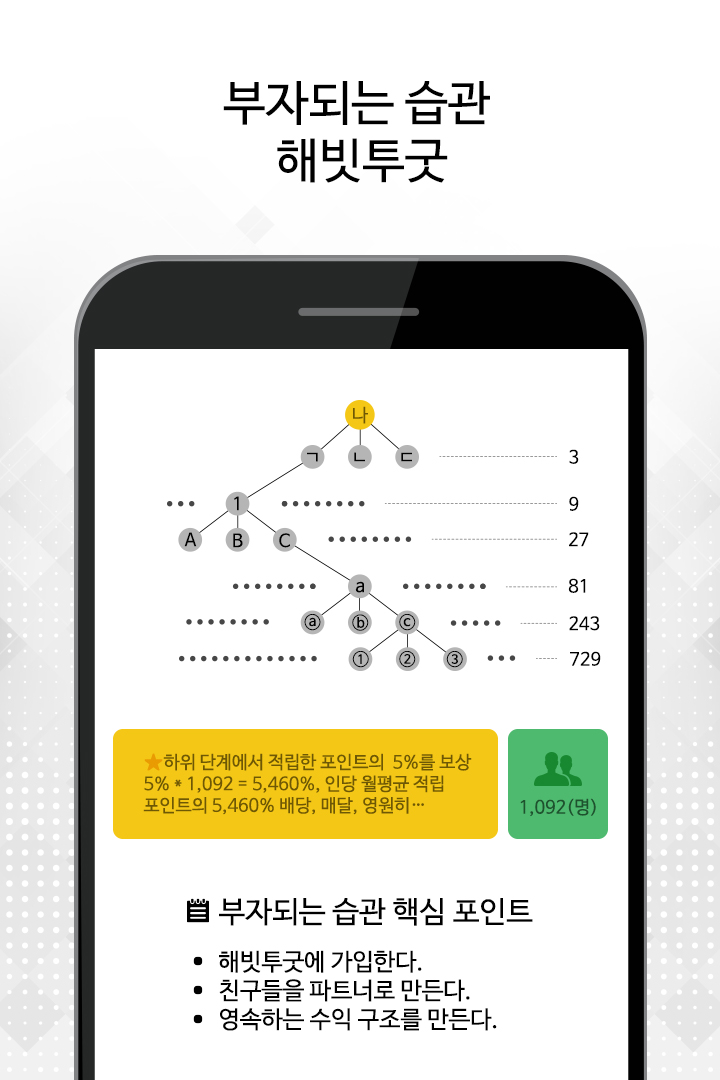 부자되는 습관
해빗투굿
나
ㄱ ㄴ ㄷ 3
1 9
A B C 27
a 81
ⓐ ⓑ ⓒ 243
① ② ③ 729
하위 단계에서 적립한 포인트의 5%를 보상
5% * 1,092 = 5,460%, 인당 월평균 적립
포인트의 5,460% 배당, 매달, 영원히···
1,092(명)
부자되는 습관 핵심 포인트
• 해빗투굿에 가입한다.
• 친구들을 파트너로 만든다.
• 영속하는 수익 구조를 만든다.